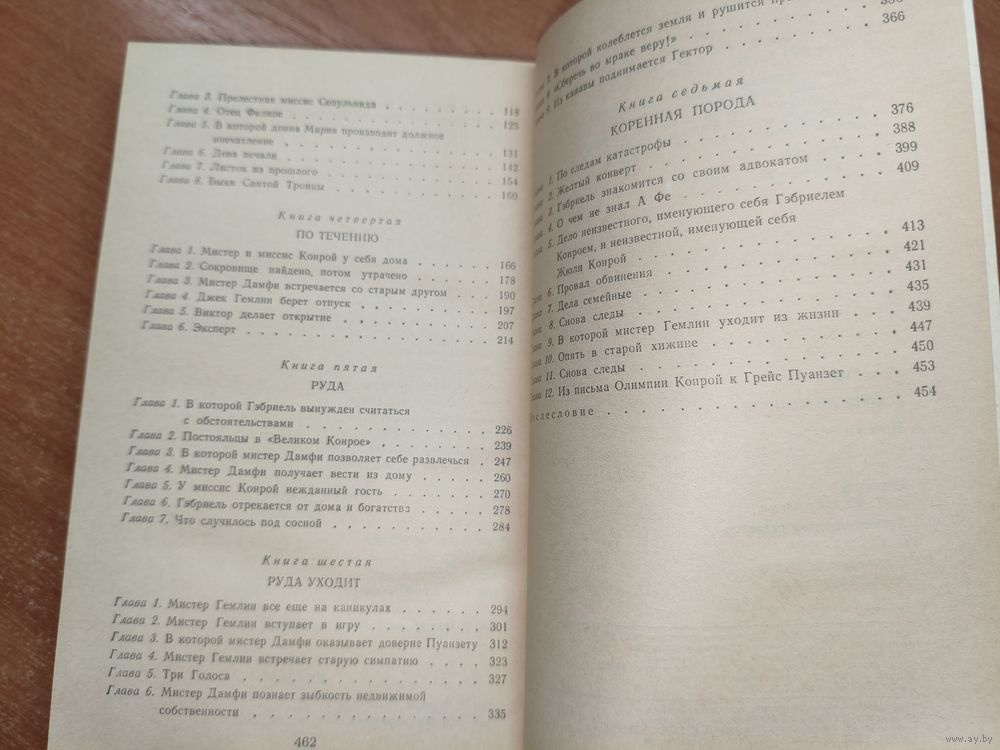 Глава 3. Прелестник миссис Сепульвида 118
Глава 4. Отец Фелипе 125
Глава 5. В которой донна Мария производит должное
впечатление 131
Глава 6. Дева печали 142
Глава 7. Листок из прошлого 154
Глава 8. Быки Святой Троицы 160
Книга четвертая
ПО ТЕЧЕНИЮ
Глава 1. Мистер и миссис Конрой у себя дома 166
Глава 2. Сокровище найдено, потом утрачено 178
Глава 3. Мистер Дамфи встречается со старым другом 190
Глава 4. Джек Гемлин берет отпуск 197
Глава 5. Виктор делает открытие 207
Глава 6. Эксперт 214
Книга пятая
РУДА
Глава 1. В которой Гэбриель вынужден считаться
с обстоятельствами 226
Глава 2. Постояльцы в «Великом Конрое» 239
Глава 3. В которой мистер Дамфи позволяет себе развлечься 247
Глава 4. Мистер Дамфи получает вести из дому 260
Глава 5. У миссис Конрой нежданный гость 270
Глава 6. Гэбриель отрекается от дома и богатства 278
Глава 7. Что случилось под сосной 284
Книга шестая
РУДА УХОДИТ
Глава 1. Мистер Гемлин все еще на каникулах 294
Глава 2. Мистер Гемлин вступает в игру 301
Глава 3. В которой мистер Дамфи оказывает доверие Пуанзету 312
Глава 4. Мистер Гемлин встречает старую симпатию 323
Глава 5. Три Голоса 327
Глава 6. Мистер Дамфи познает зыбкость недвижимой
собственности 335
462
7. В которой колеблется земля и рушится
8. «Сберечь во мраке веру!»
9. Из канавы поднимается Гектор 366
Книга седьмая
КОРЕННАЯ ПОРОДА
1. По следам катастрофы 376
2. Желтый конверт 388
3. Гэбриель знакомится со своим адвокатом 399
4. О чем не знал А Фе 409
5. Дело неизвестного, именующего себя Гэбриелем
Конроем, и неизвестной, именующей себя
Жюли Конрой 413
6. Провал обвинения 421
7. Дела семейные 431
8. Снова следы 435
9. В которой мистер Гемлин уходит из жизни 439
10. Опять в старой хижине 447
11. Снова следы 450
12. Из письма Олимпии Конрой к Грейс Пуанзет 453
Послесловие 454
www.ay.by